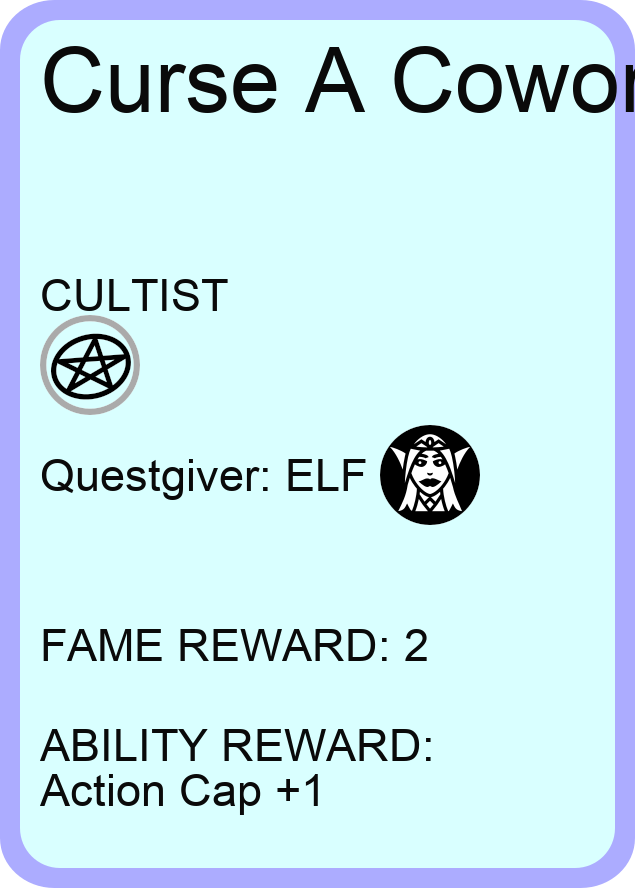 Curse A Cowor
CULTIST
Questgiver: ELF
FAME REWARD: 2
ABILITY REWARD:
Action Cap +1